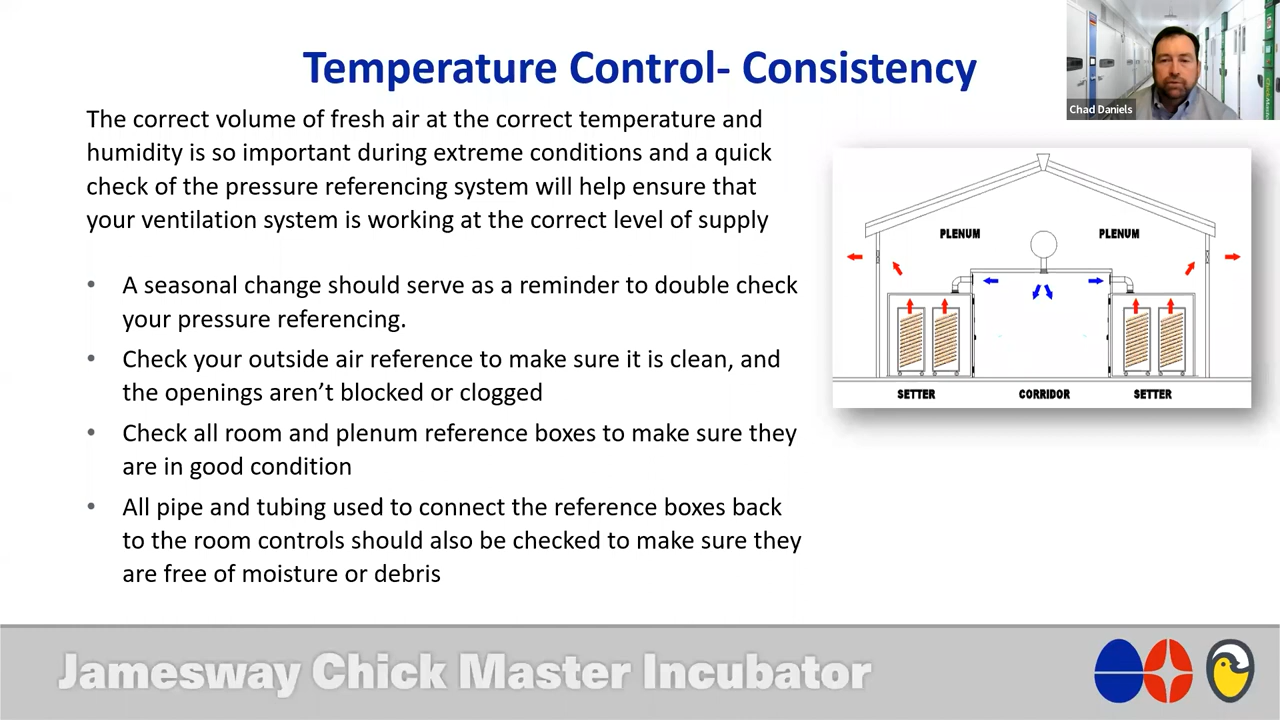 Temperature Control- Consistency
Chad Daniels
The correct volume of fresh air at the correct temperature and
humidity is so important during extreme conditions and a quick
check of the pressure referencing system will help ensure that
your ventilation system is working at the correct level of supply
• A seasonal change should serve as a reminder to double check
your pressure referencing.
• Check your outside air reference to make sure it is clean, and
the openings aren’t blocked or clogged
• Check all room and plenum reference boxes to make sure they
are in good condition
• All pipe and tubing used to connect the reference boxes back
to the room controls should also be checked to make sure they
are free of moisture or debris
PLENUM PLENUM
SETTER CORRIDOR SETTER
Jamesway Chick Master Incubator